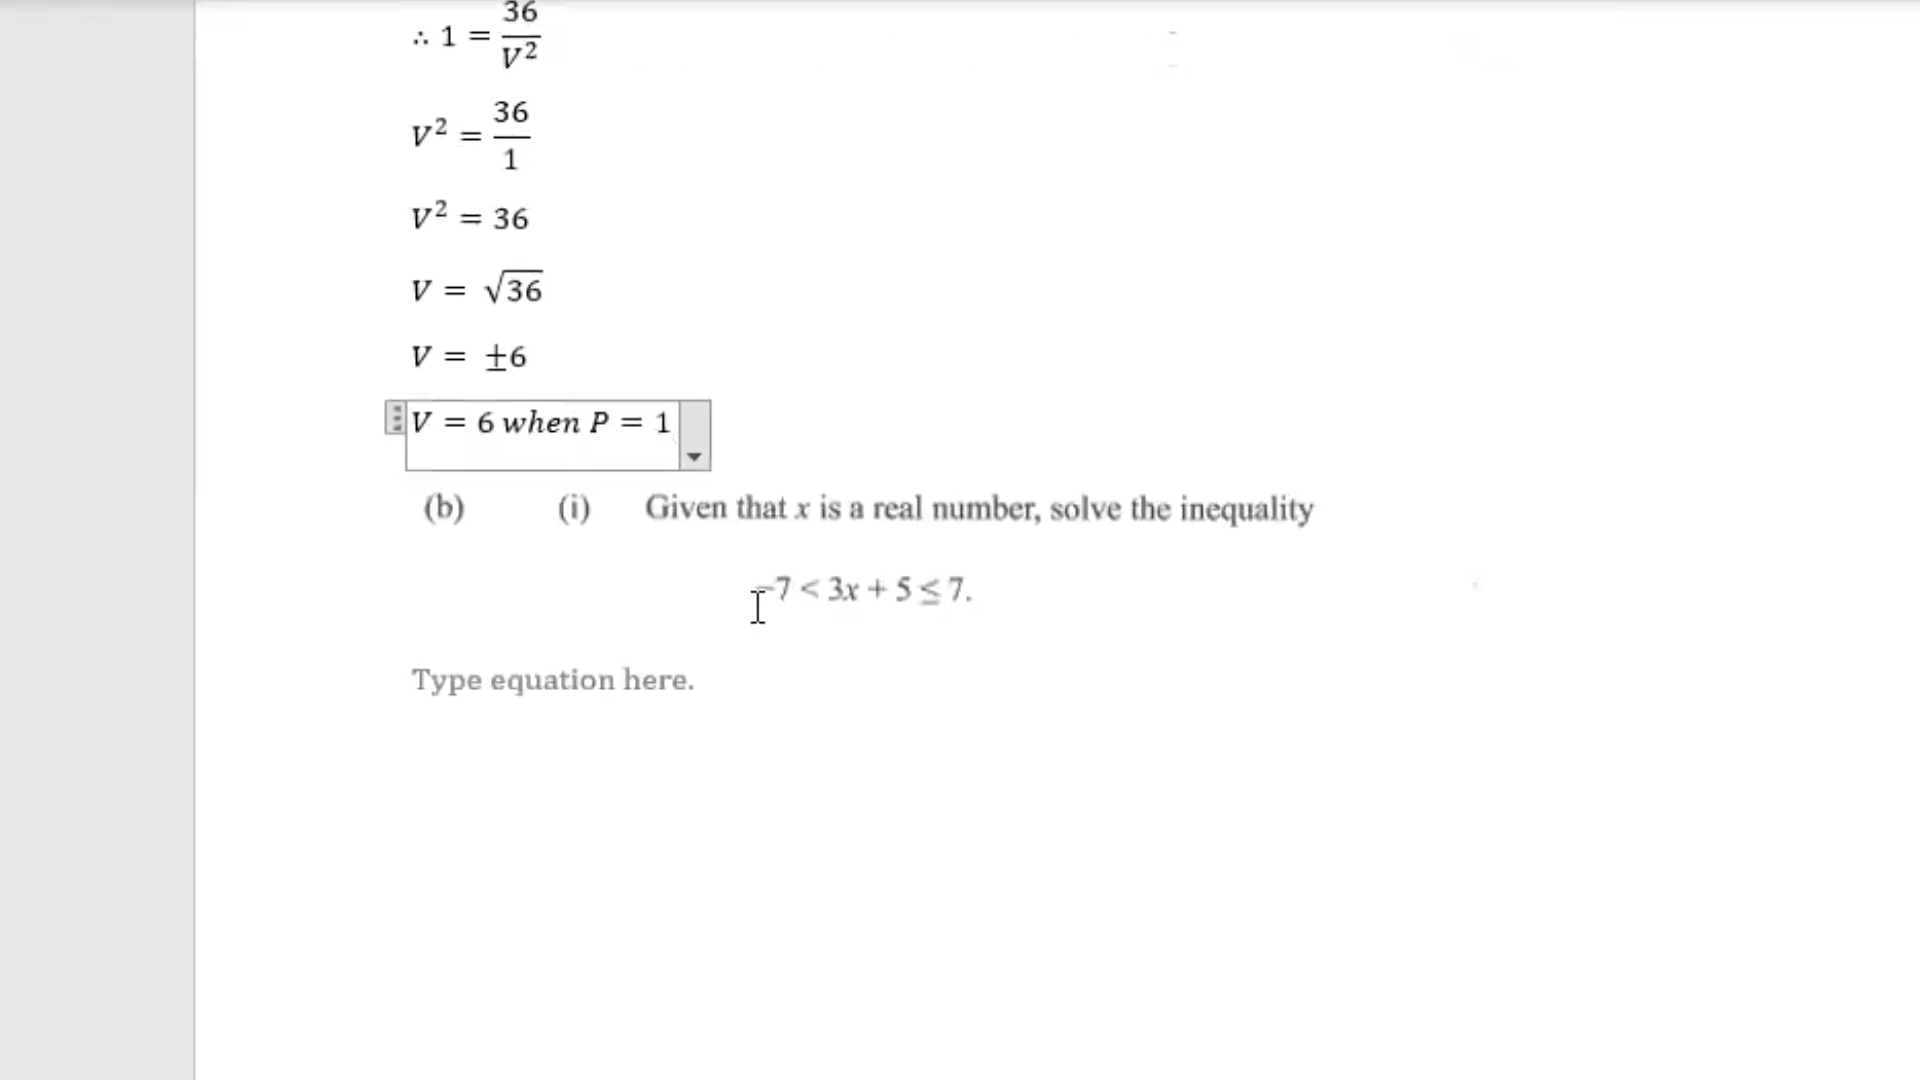 ∴ 1 = 36/V²
V² = 36/1
V² = 36
V = √36
V = ±6
V = 6 when P = 1
(b) (i) Given that x is a real number, solve the inequality
−7 < 3x + 5 ≤ 7.
Type equation here.